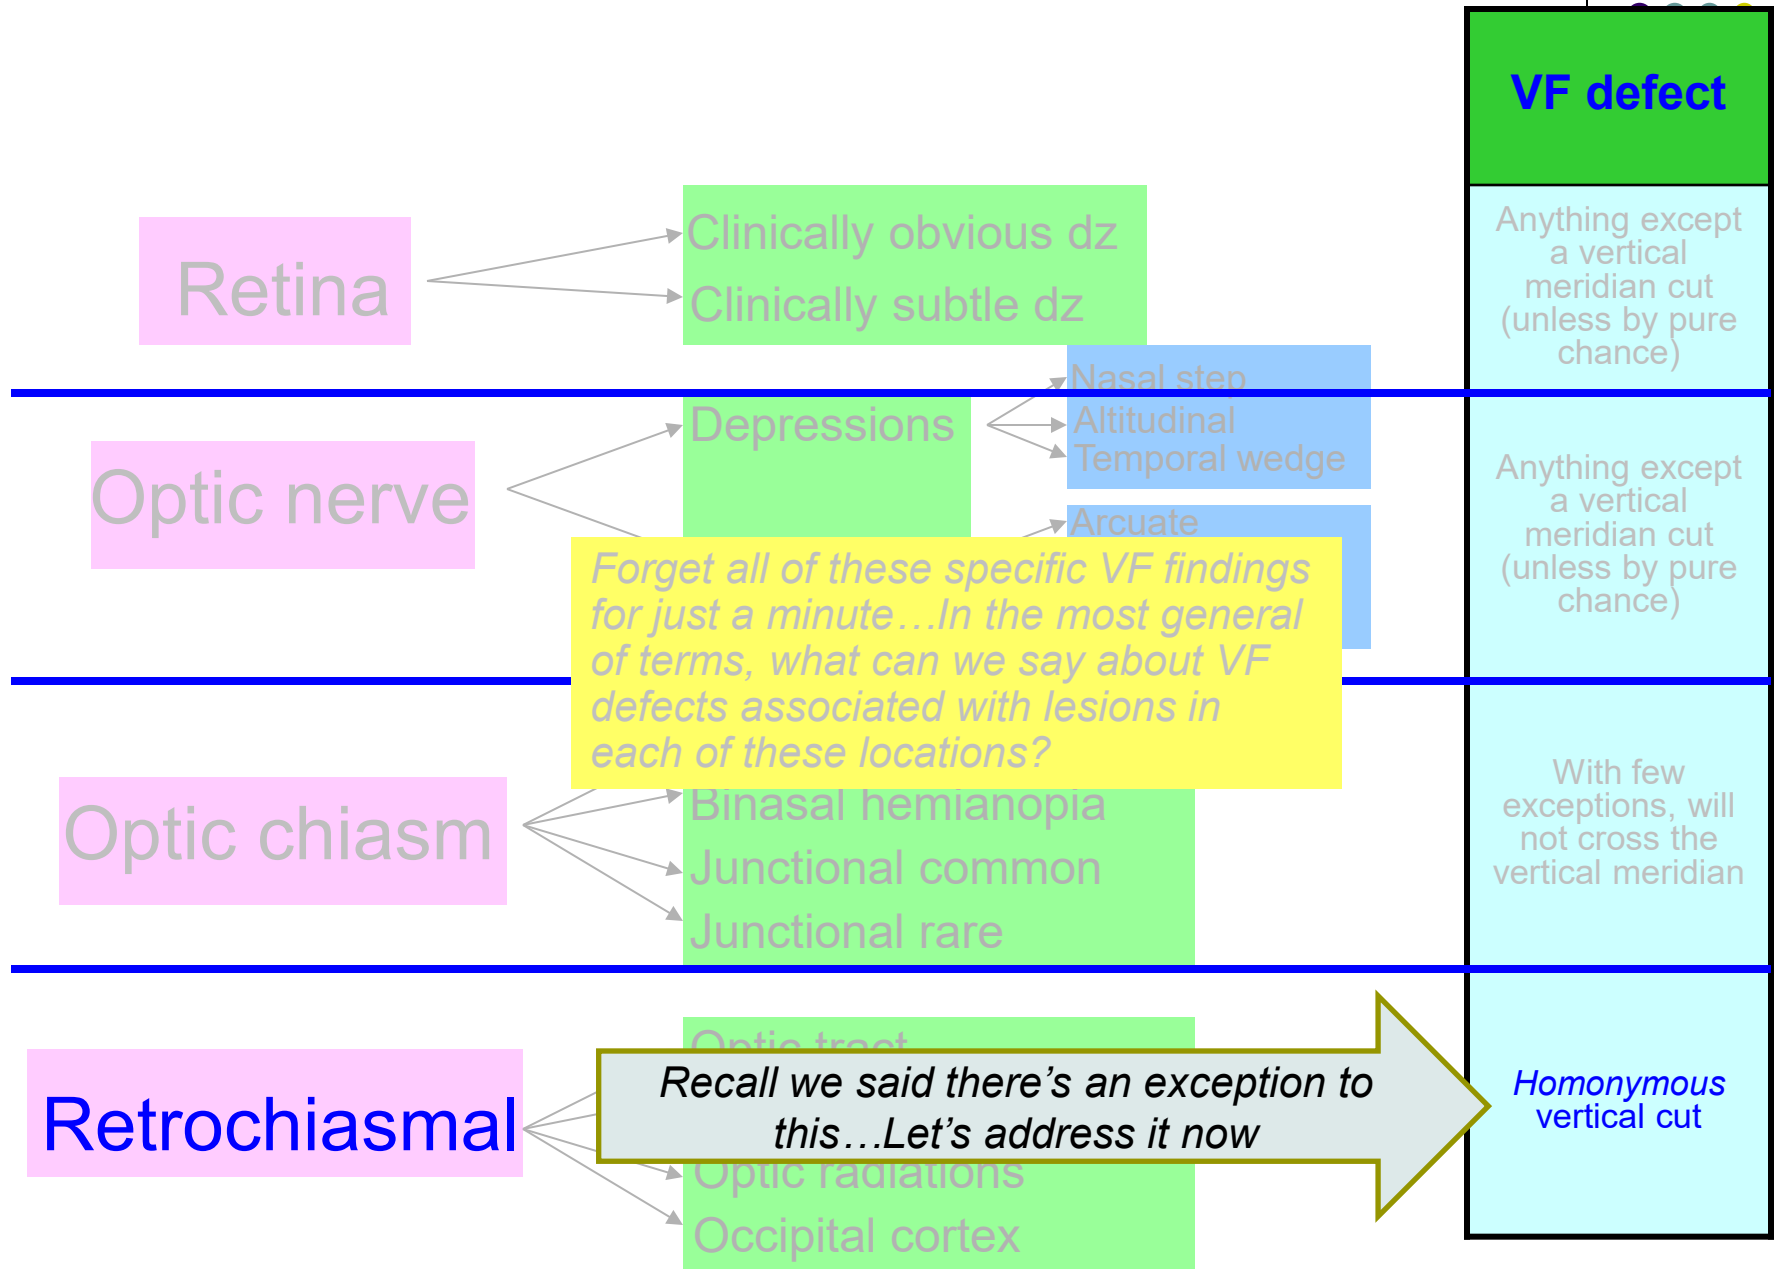 VF defect
Retina
Clinically obvious dz
Clinically subtle dz
Anything except
a vertical
meridian cut
(unless by pure
chance)
Optic nerve
Depressions
Nasal step
Altitudinal
Temporal wedge
Arcuate
Anything except
a vertical
meridian cut
(unless by pure
chance)
Forget all of these specific VF findings
for just a minute…In the most general
of terms, what can we say about VF
defects associated with lesions in
each of these locations?
Optic chiasm
Binasal hemianopia
Junctional common
Junctional rare
With few
exceptions, will
not cross the
vertical meridian
Retrochiasmal
Optic tract
Recall we said there’s an exception to
this…Let’s address it now
Optic radiations
Occipital cortex
Homonymous
vertical cut